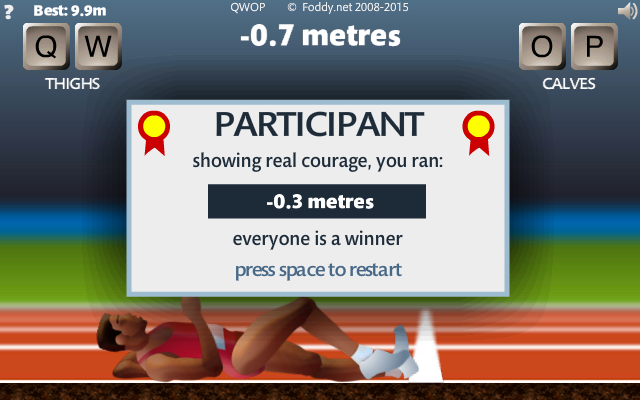 ? Best: 9.9m
QWOP © Foddy.net 2008-2015
-0.7 metres
Q W
THIGHS
O P
CALVES
PARTICIPANT
showing real courage, you ran:
-0.3 metres
everyone is a winner
press space to restart